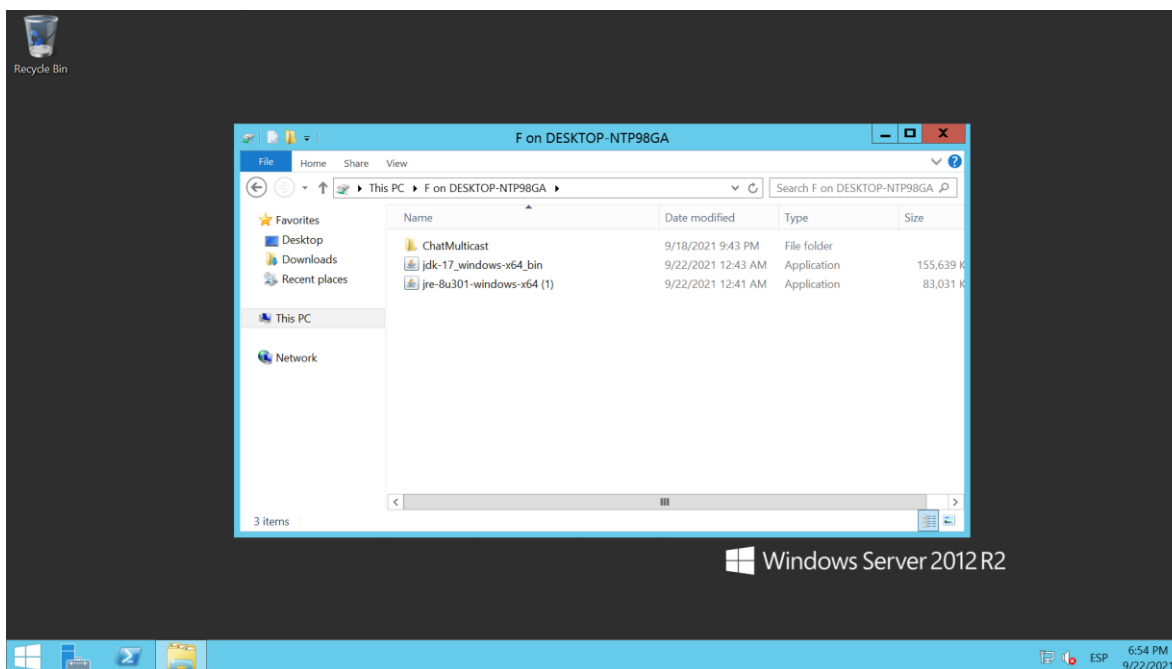 Recycle Bin
F on DESKTOP-NTP98GA
File Home Share View
This PC F on DESKTOP-NTP98GA
Search F on DESKTOP-NTP98GA
Favorites
Desktop
Downloads
Recent places
This PC
Network
Name Date modified Type Size
ChatMulticast 9/18/2021 9:43 PM File folder
jdk-17_windows-x64_bin 9/22/2021 12:43 AM Application 155,639 K
jre-8u301-windows-x64 (1) 9/22/2021 12:41 AM Application 83,031 K
3 items
Windows Server 2012 R2
ESP
6:54 PM
9/22/2021